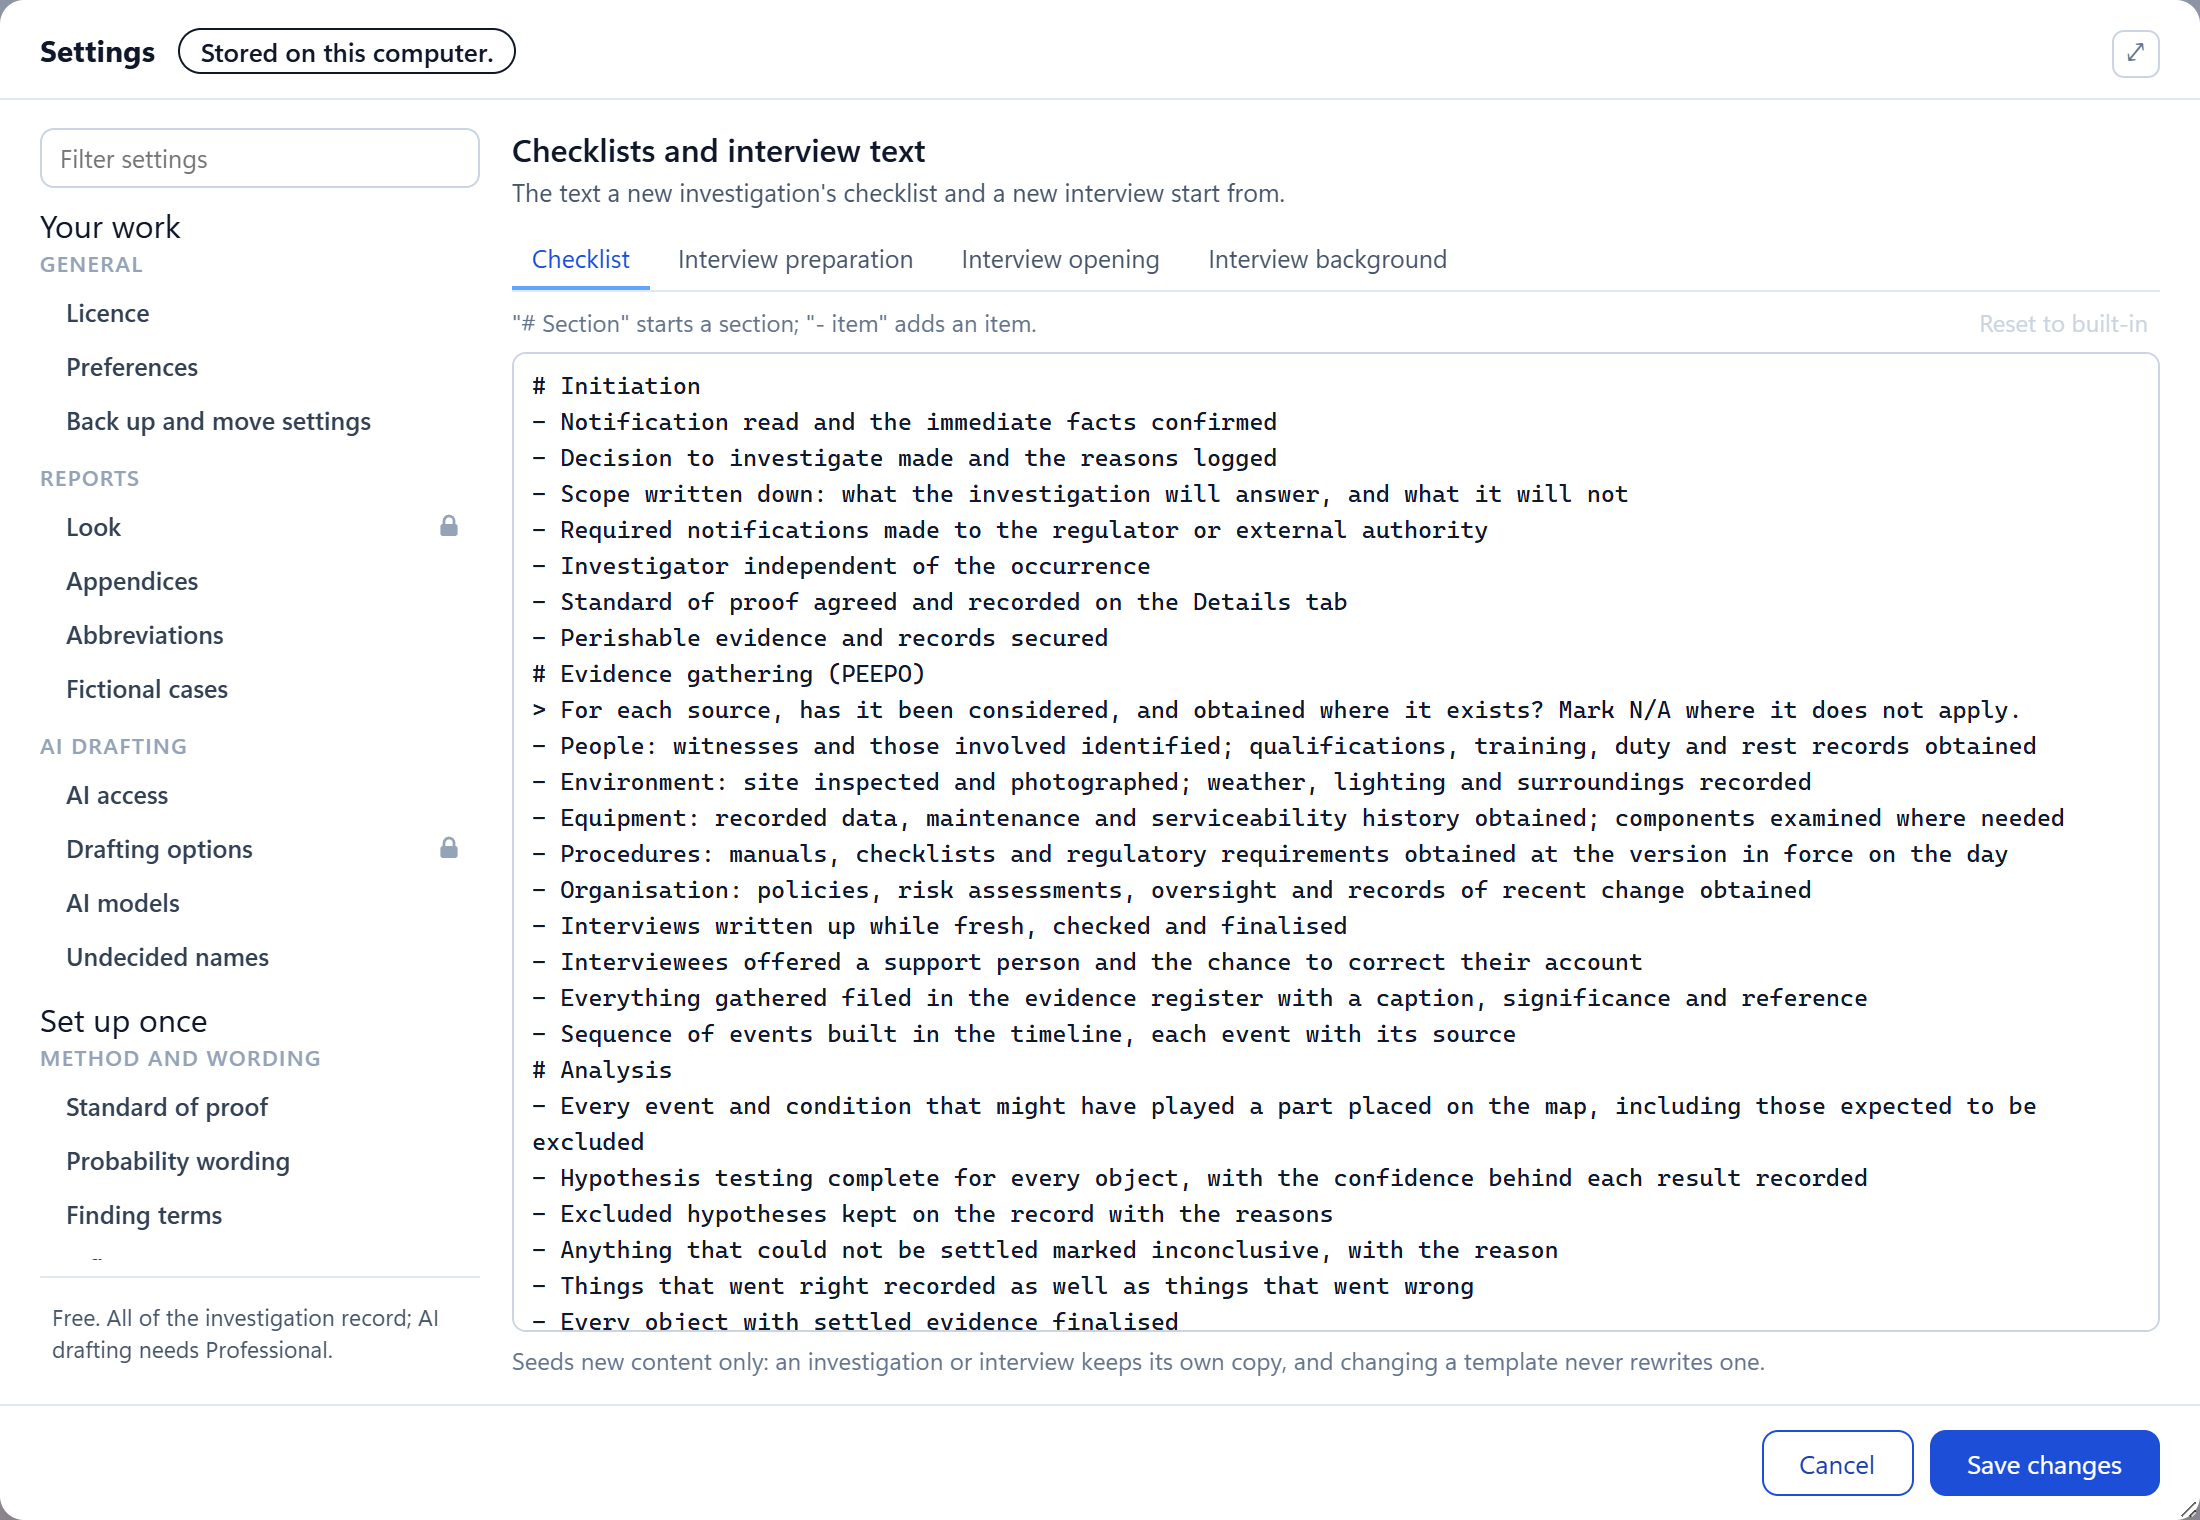 Settings
Stored on this computer.
Filter settings
Your work
GENERAL
Licence
Preferences
Back up and move settings
REPORTS
Look
Appendices
Abbreviations
Fictional cases
AI DRAFTING
AI access
Drafting options
AI models
Undecided names
Set up once
METHOD AND WORDING
Standard of proof
Probability wording
Finding terms
Free. All of the investigation record; AI
drafting needs Professional.
Checklists and interview text
The text a new investigation's checklist and a new interview start from.
Checklist
Interview preparation
Interview opening
Interview background
"# Section" starts a section; "- item" adds an item.
Reset to built-in
# Initiation
- Notification read and the immediate facts confirmed
- Decision to investigate made and the reasons logged
- Scope written down: what the investigation will answer, and what it will not
- Required notifications made to the regulator or external authority
- Investigator independent of the occurrence
- Standard of proof agreed and recorded on the Details tab
- Perishable evidence and records secured
# Evidence gathering (PEEPO)
> For each source, has it been considered, and obtained where it exists? Mark N/A where it does not apply.
- People: witnesses and those involved identified; qualifications, training, duty and rest records obtained
- Environment: site inspected and photographed; weather, lighting and surroundings recorded
- Equipment: recorded data, maintenance and serviceability history obtained; components examined where needed
- Procedures: manuals, checklists and regulatory requirements obtained at the version in force on the day
- Organisation: policies, risk assessments, oversight and records of recent change obtained
- Interviews written up while fresh, checked and finalised
- Interviewees offered a support person and the chance to correct their account
- Everything gathered filed in the evidence register with a caption, significance and reference
- Sequence of events built in the timeline, each event with its source
# Analysis
- Every event and condition that might have played a part placed on the map, including those expected to be
excluded
- Hypothesis testing complete for every object, with the confidence behind each result recorded
- Excluded hypotheses kept on the record with the reasons
- Anything that could not be settled marked inconclusive, with the reason
- Things that went right recorded as well as things that went wrong
- Every object with settled evidence finalised
Seeds new content only: an investigation or interview keeps its own copy, and changing a template never rewrites one.
Cancel
Save changes